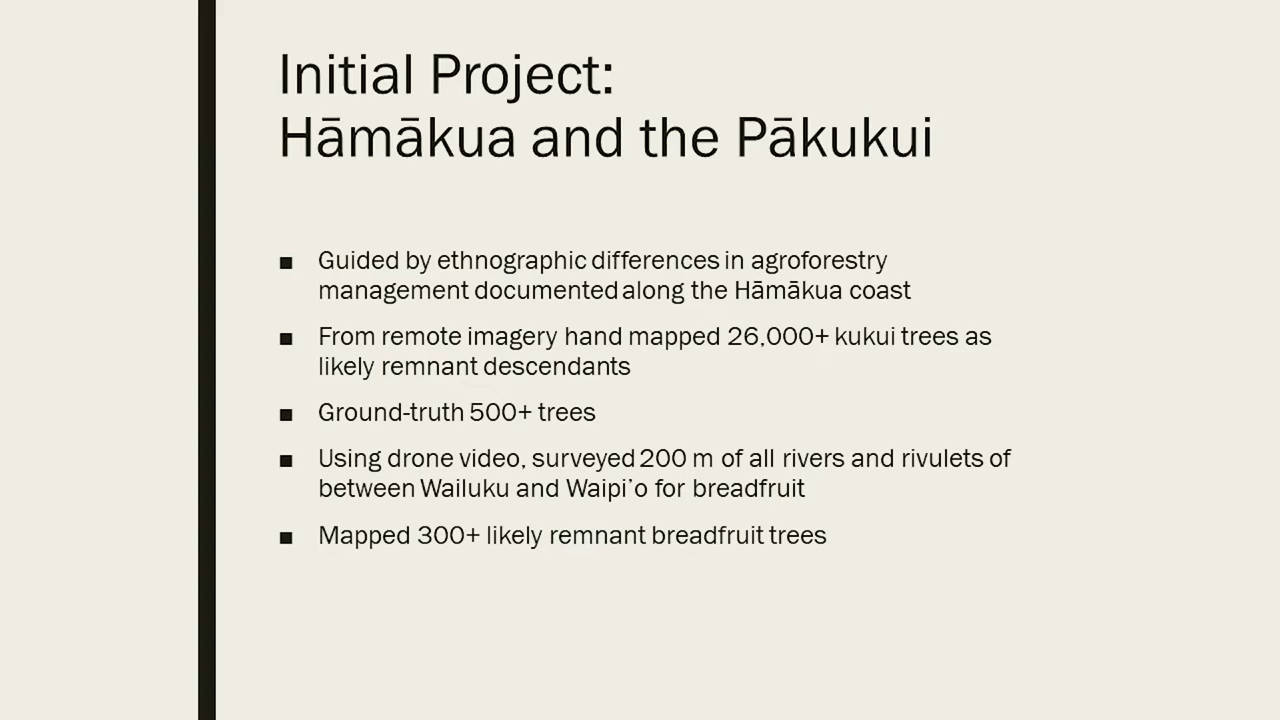 Initial Project:
Hāmākua and the Pākukui
■ Guided by ethnographic differences in agroforestry
management documented along the Hāmākua coast
■ From remote imagery hand mapped 26,000+ kukui trees as
likely remnant descendants
■ Ground-truth 500+ trees
■ Using drone video, surveyed 200 m of all rivers and rivulets of
between Wailuku and Waipi’o for breadfruit
■ Mapped 300+ likely remnant breadfruit trees